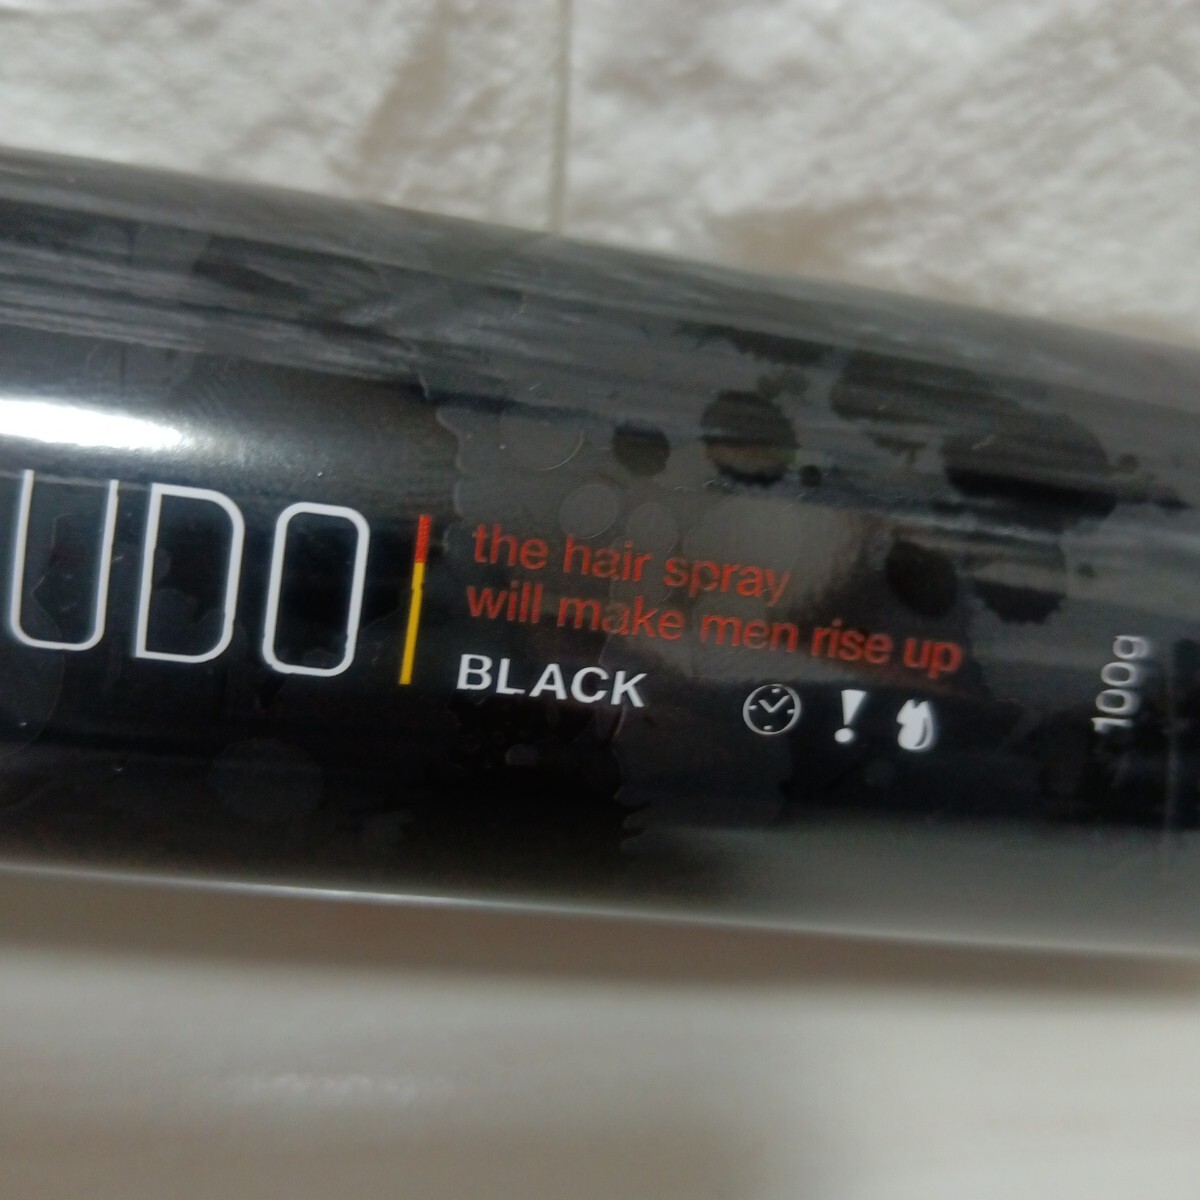 UDO
the hair spray
will make men rise up
BLACK
100g